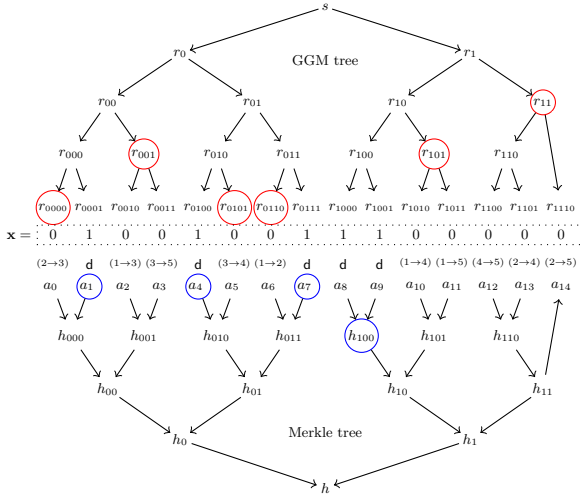 s
r₀ r₁
GGM tree
r₀₀ r₀₁ r₁₀ r₁₁
r₀₀₀ r₀₀₁ r₀₁₀ r₀₁₁ r₁₀₀ r₁₀₁ r₁₁₀
r₀₀₀₀ r₀₀₀₁ r₀₀₁₀ r₀₀₁₁ r₀₁₀₀ r₀₁₀₁ r₀₁₁₀ r₀₁₁₁ r₁₀₀₀ r₁₀₀₁ r₁₀₁₀ r₁₀₁₁ r₁₁₀₀ r₁₁₀₁ r₁₁₁₀
x = 0 1 0 0 1 0 0 1 1 1 0 0 0 0 0
(2→3) d (1→3) (3→5) d (3→4) (1→2) d d d (1→4) (1→5) (4→5) (2→4) (2→5)
a₀ a₁ a₂ a₃ a₄ a₅ a₆ a₇ a₈ a₉ a₁₀ a₁₁ a₁₂ a₁₃ a₁₄
h₀₀₀ h₀₀₁ h₀₁₀ h₀₁₁ h₁₀₀ h₁₀₁ h₁₁₀
h₀₀ h₀₁ h₁₀ h₁₁
Merkle tree
h₀ h₁
h